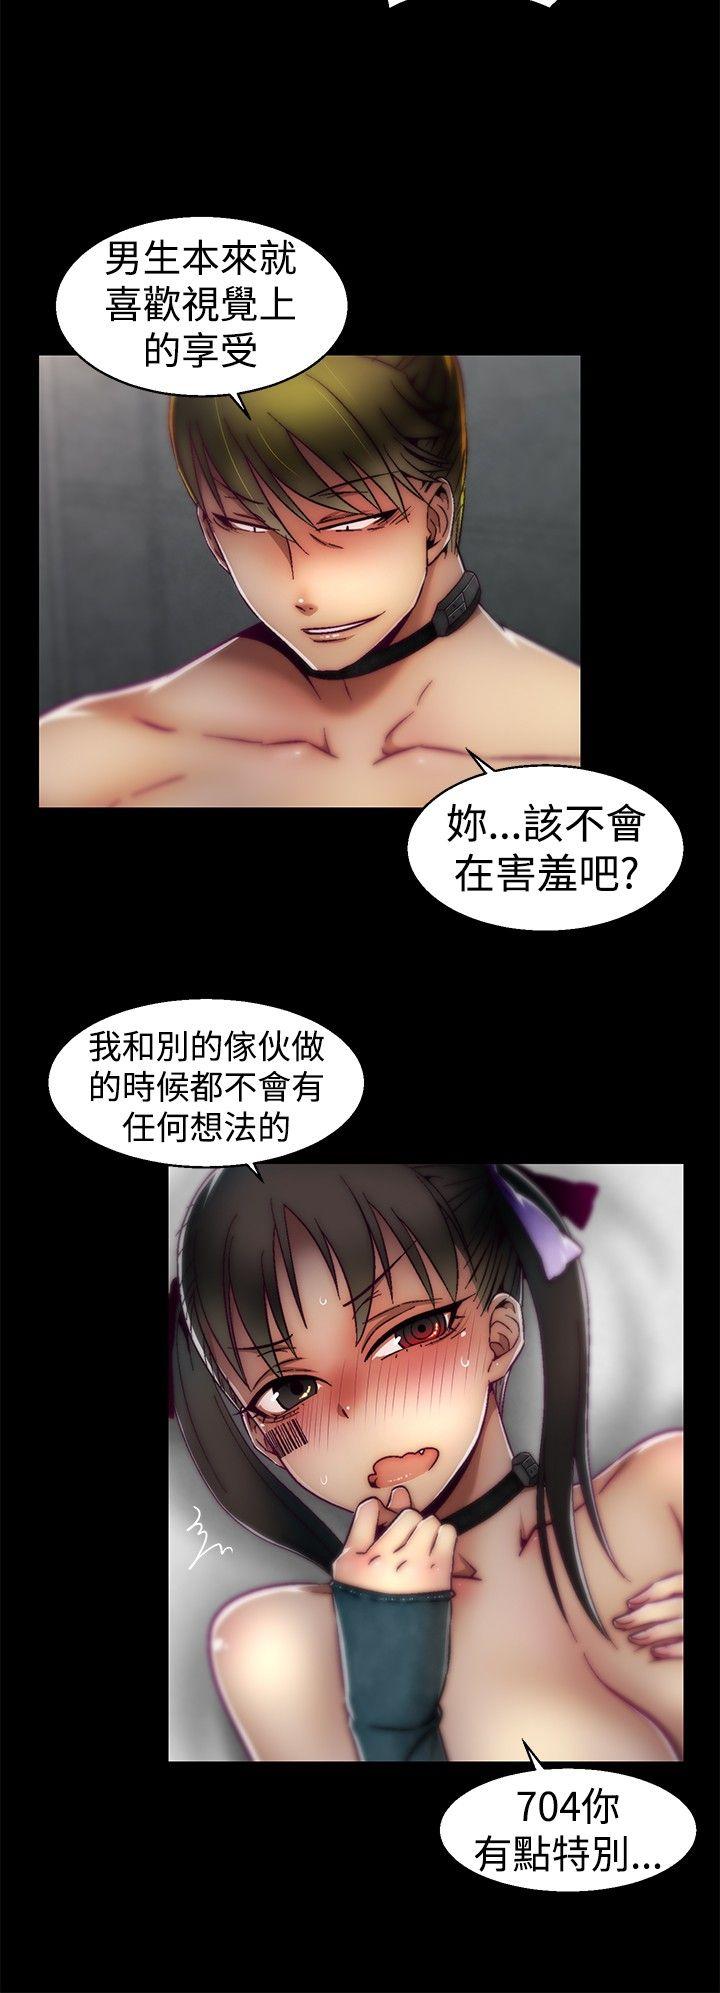 男生本來就
喜歡視覺上
的享受
妳...該不會
在害羞吧?
我和別的傢伙做
的時候都不會有
任何想法的
704你
有點特別...